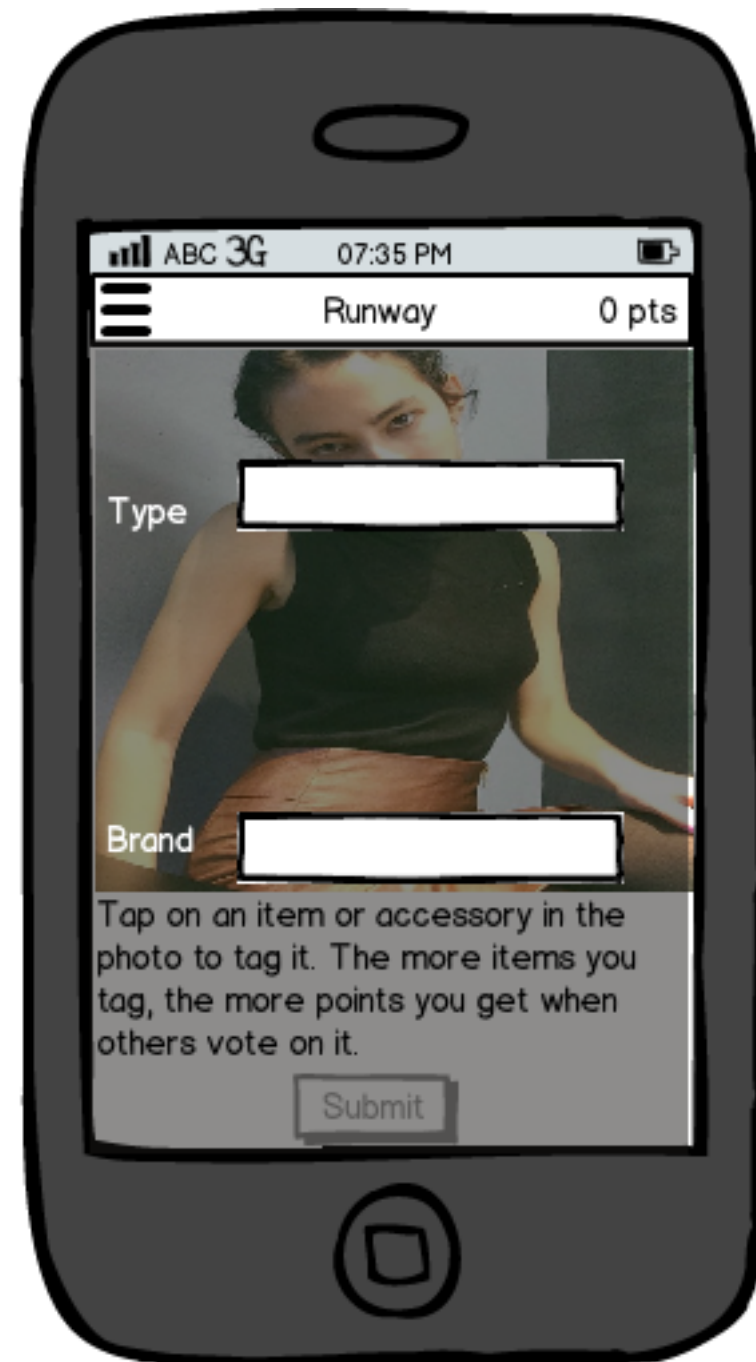 ABC 3G 07:35 PM
Runway 0 pts
Type
Brand
Tap on an item or accessory in the
photo to tag it. The more items you
tag, the more points you get when
others vote on it.
Submit